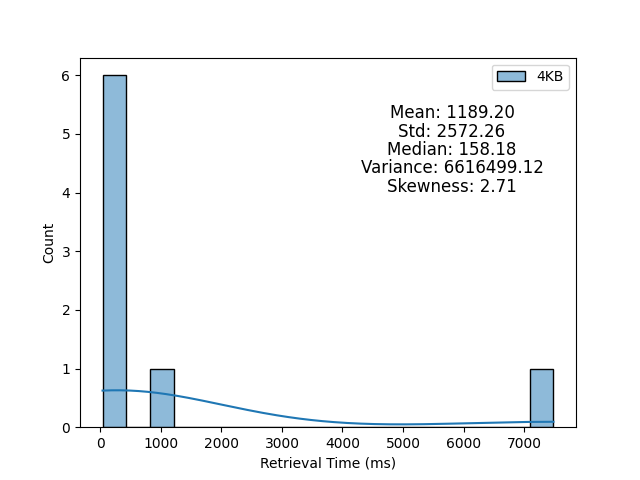 4KB
Mean: 1189.20
Std: 2572.26
Median: 158.18
Variance: 6616499.12
Skewness: 2.71
Count
6
5
4
3
2
1
0
0 1000 2000 3000 4000 5000 6000 7000
Retrieval Time (ms)